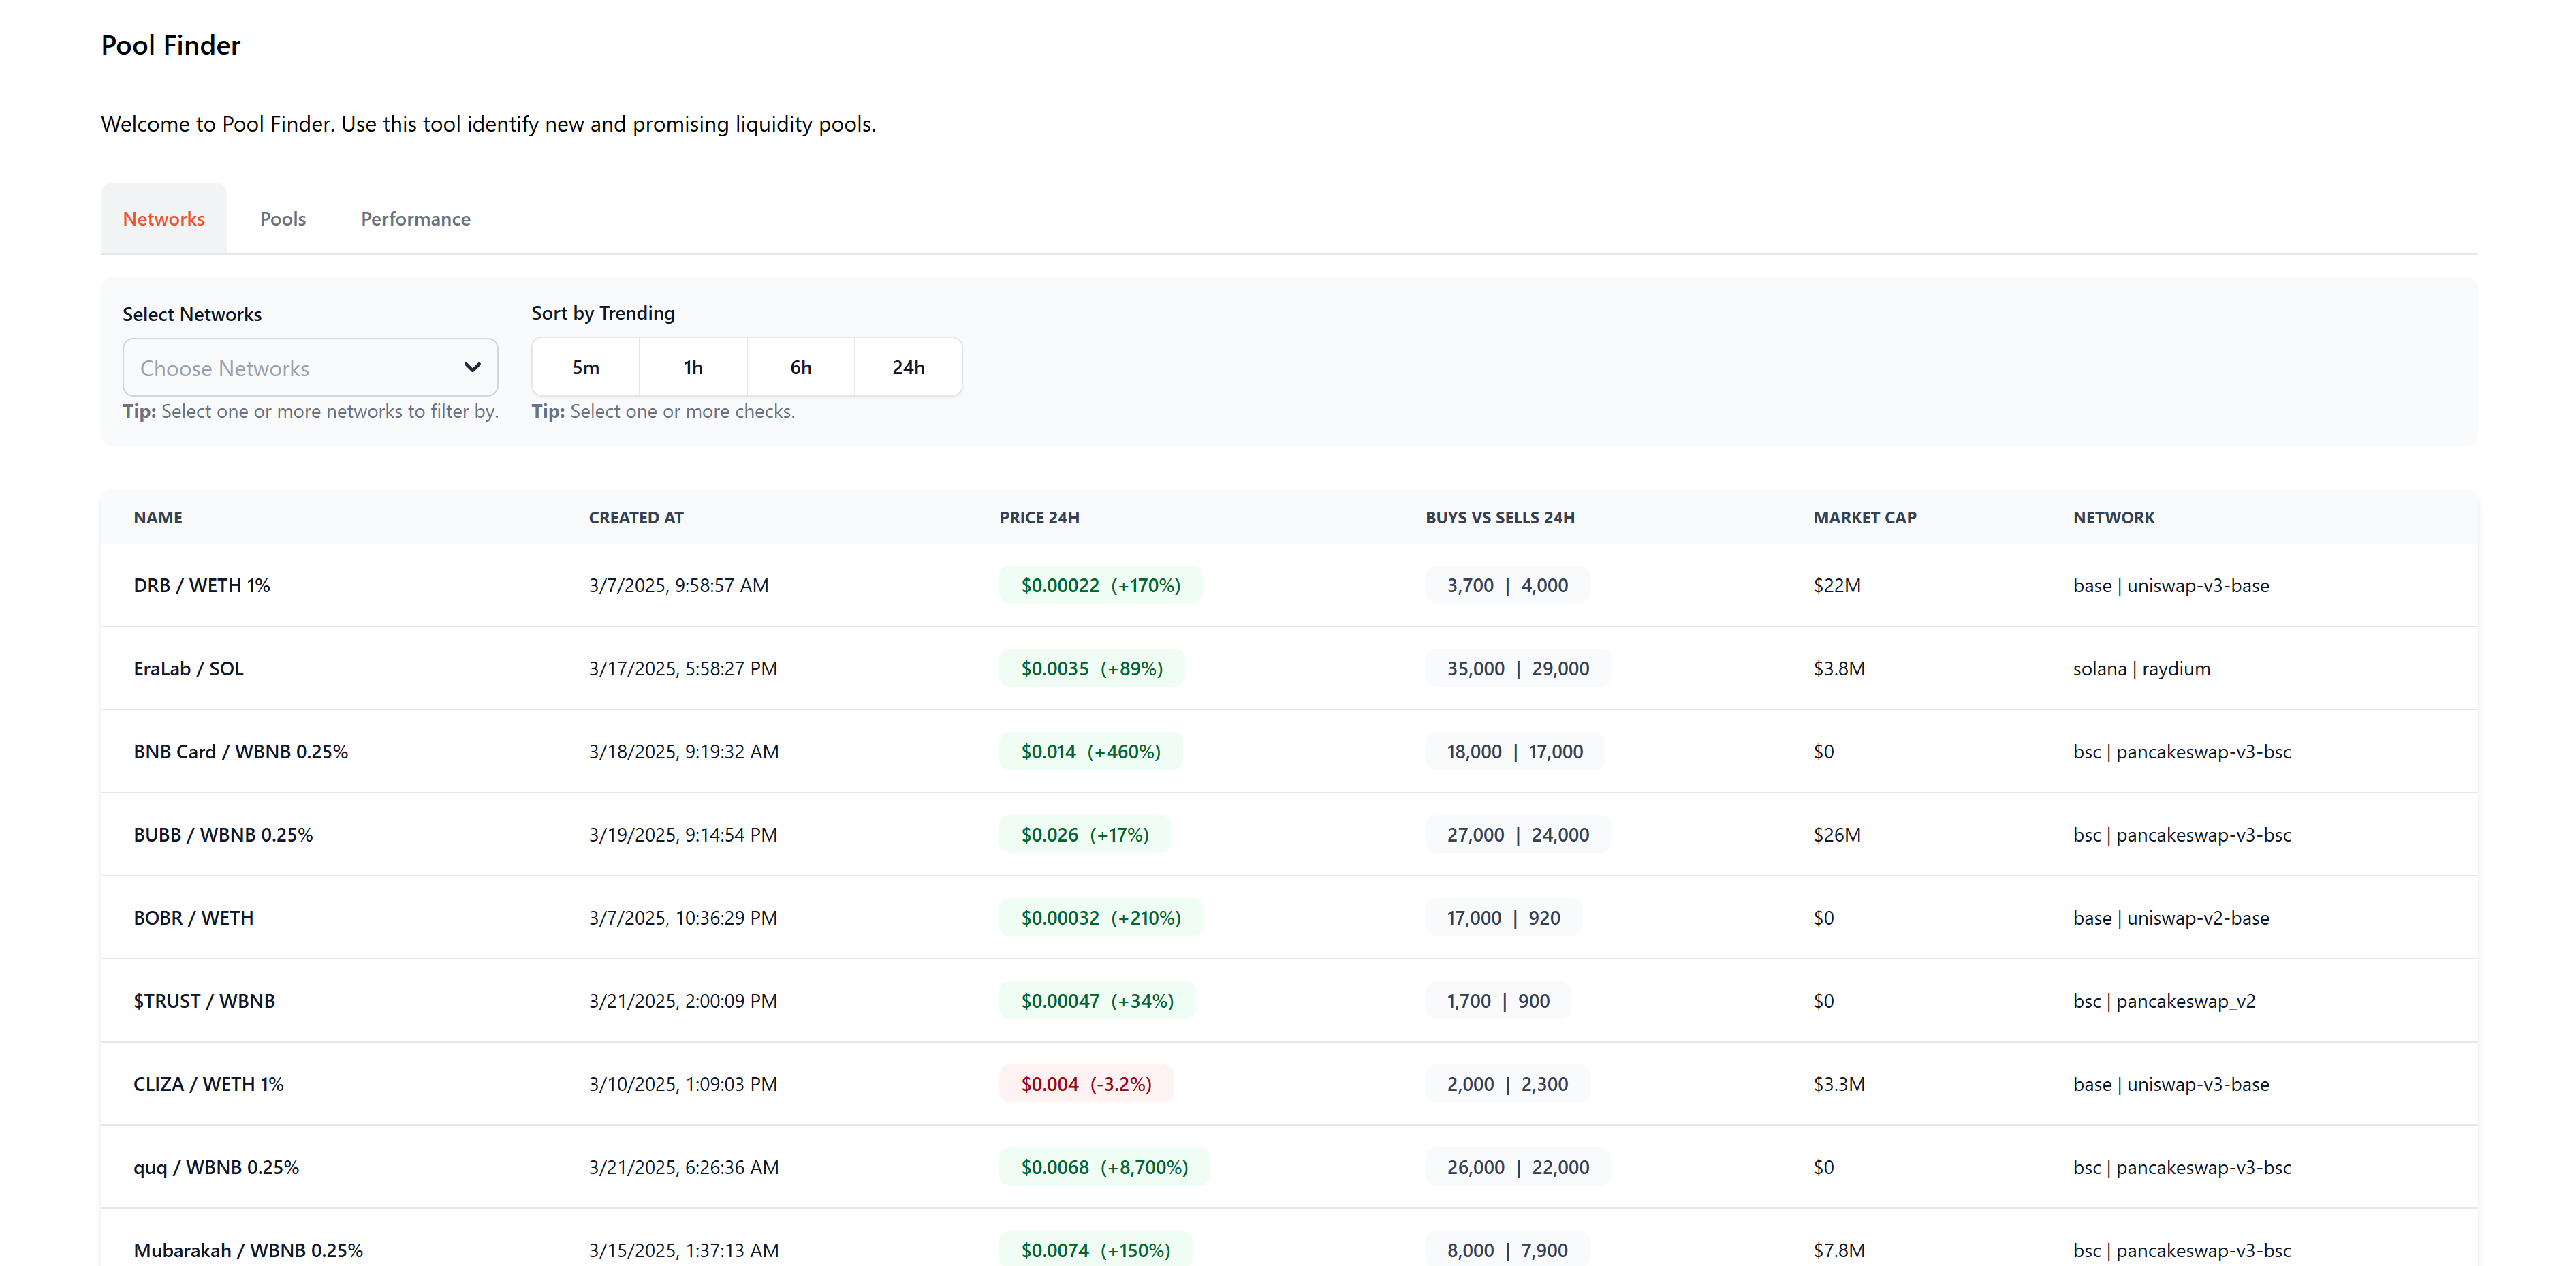 Pool Finder
Welcome to Pool Finder. Use this tool identify new and promising liquidity pools.
Networks Pools Performance
Select Networks Sort by Trending
Choose Networks 5m 1h 6h 24h
Tip: Select one or more networks to filter by. Tip: Select one or more checks.
NAME CREATED AT PRICE 24H BUYS VS SELLS 24H MARKET CAP NETWORK
DRB / WETH 1% 3/7/2025, 9:58:57 AM $0.00022 (+170%) 3,700 | 4,000 $22M base | uniswap-v3-base
EraLab / SOL 3/17/2025, 5:58:27 PM $0.0035 (+89%) 35,000 | 29,000 $3.8M solana | raydium
BNB Card / WBNB 0.25% 3/18/2025, 9:19:32 AM $0.014 (+460%) 18,000 | 17,000 $0 bsc | pancakeswap-v3-bsc
BUBB / WBNB 0.25% 3/19/2025, 9:14:54 PM $0.026 (+17%) 27,000 | 24,000 $26M bsc | pancakeswap-v3-bsc
BOBR / WETH 3/7/2025, 10:36:29 PM $0.00032 (+210%) 17,000 | 920 $0 base | uniswap-v2-base
$TRUST / WBNB 3/21/2025, 2:00:09 PM $0.00047 (+34%) 1,700 | 900 $0 bsc | pancakeswap_v2
CLIZA / WETH 1% 3/10/2025, 1:09:03 PM $0.004 (-3.2%) 2,000 | 2,300 $3.3M base | uniswap-v3-base
quq / WBNB 0.25% 3/21/2025, 6:26:36 AM $0.0068 (+8,700%) 26,000 | 22,000 $0 bsc | pancakeswap-v3-bsc
Mubarakah / WBNB 0.25% 3/15/2025, 1:37:13 AM $0.0074 (+150%) 8,000 | 7,900 $7.8M bsc | pancakeswap-v3-bsc